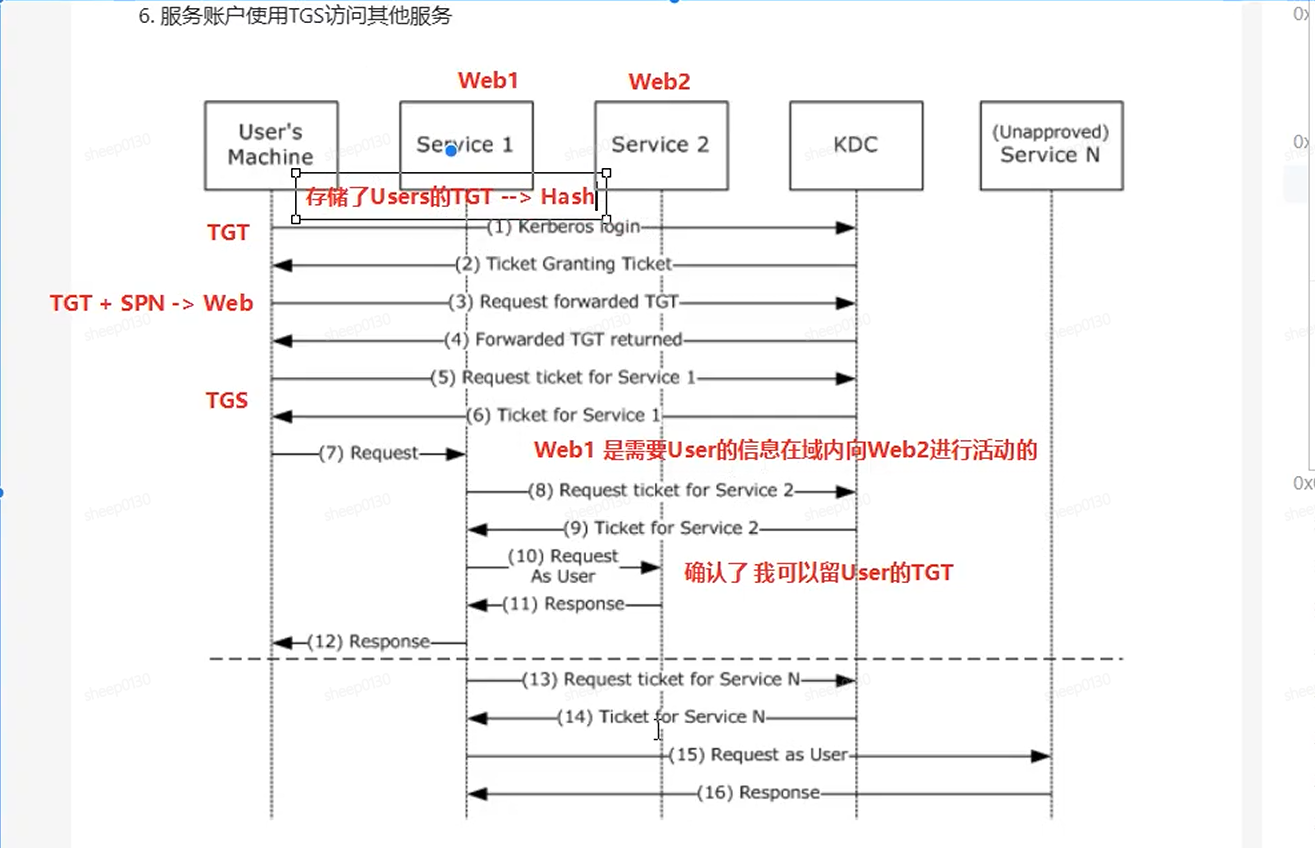 6. 服务账户使用TGS访问其他服务
Web1
Web2
User's
Machine
Service 1
Service 2
KDC
(Unapproved)
Service N
存储了Users的TGT --> Hash
TGT
(1) Kerberos login
(2) Ticket Granting Ticket
TGT + SPN -> Web
(3) Request forwarded TGT
(4) Forwarded TGT returned
(5) Request ticket for Service 1
TGS
(6) Ticket for Service 1
(7) Request
Web1 是需要User的信息在域内向Web2进行活动的
(8) Request ticket for Service 2
(9) Ticket for Service 2
(10) Request
As User
确认了 我可以留User的TGT
(11) Response
(12) Response
(13) Request ticket for Service N
(14) Ticket for Service N
(15) Request as User
(16) Response
sheep0130